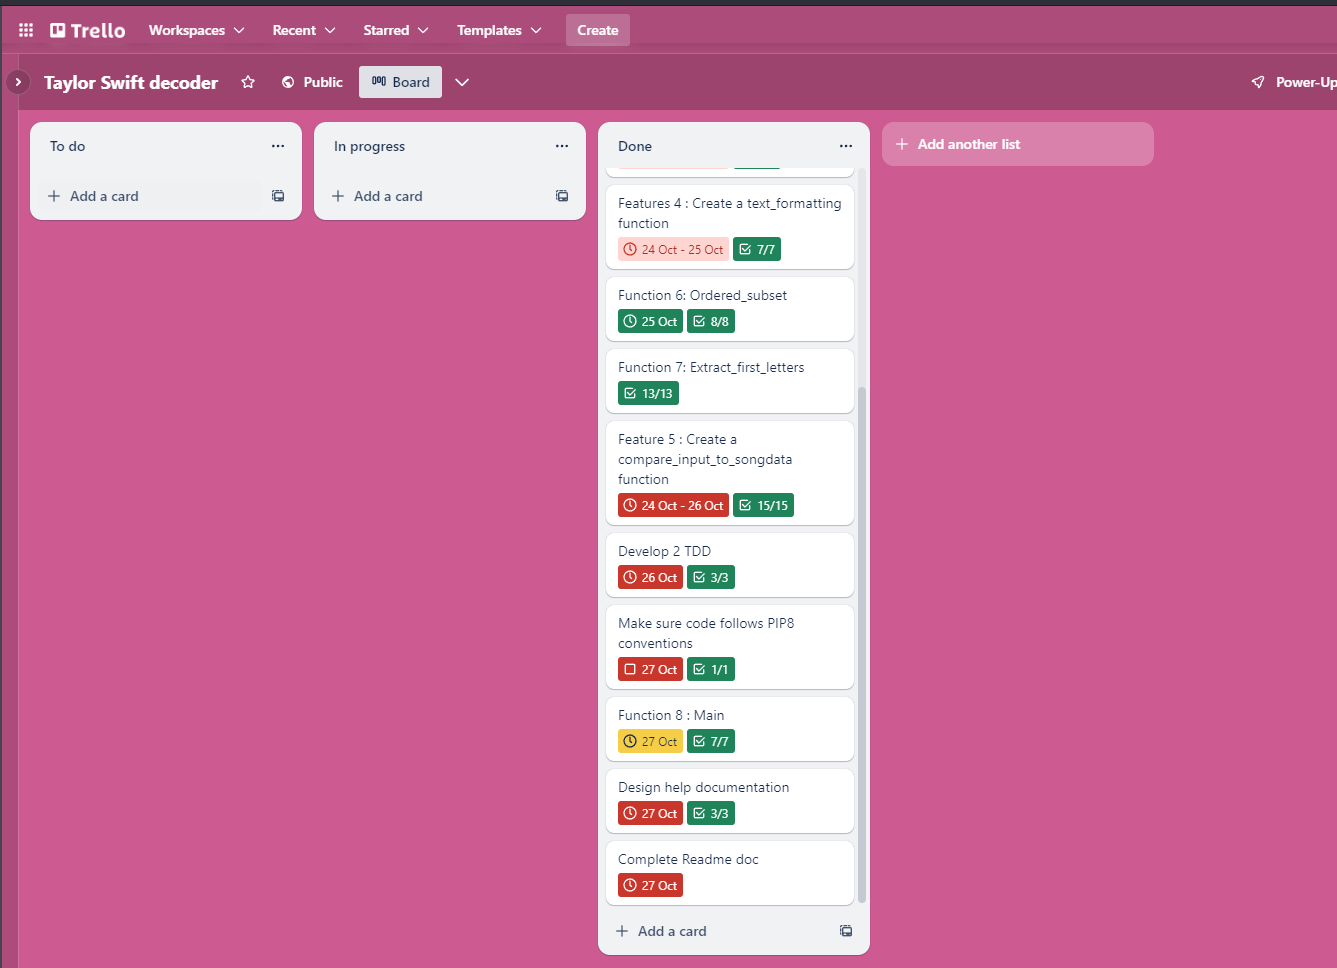 Trello Workspaces Recent Starred Templates Create
Taylor Swift decoder Public Board Power-Up
To do
Add a card
In progress
Add a card
Done
Features 4 : Create a text_formatting
function
24 Oct - 25 Oct 7/7
Function 6: Ordered_subset
25 Oct 8/8
Function 7: Extract_first_letters
13/13
Feature 5 : Create a
compare_input_to_songdata
function
24 Oct - 26 Oct 15/15
Develop 2 TDD
26 Oct 3/3
Make sure code follows PIP8
conventions
27 Oct 1/1
Function 8 : Main
27 Oct 7/7
Design help documentation
27 Oct 3/3
Complete Readme doc
27 Oct
Add a card
Add another list